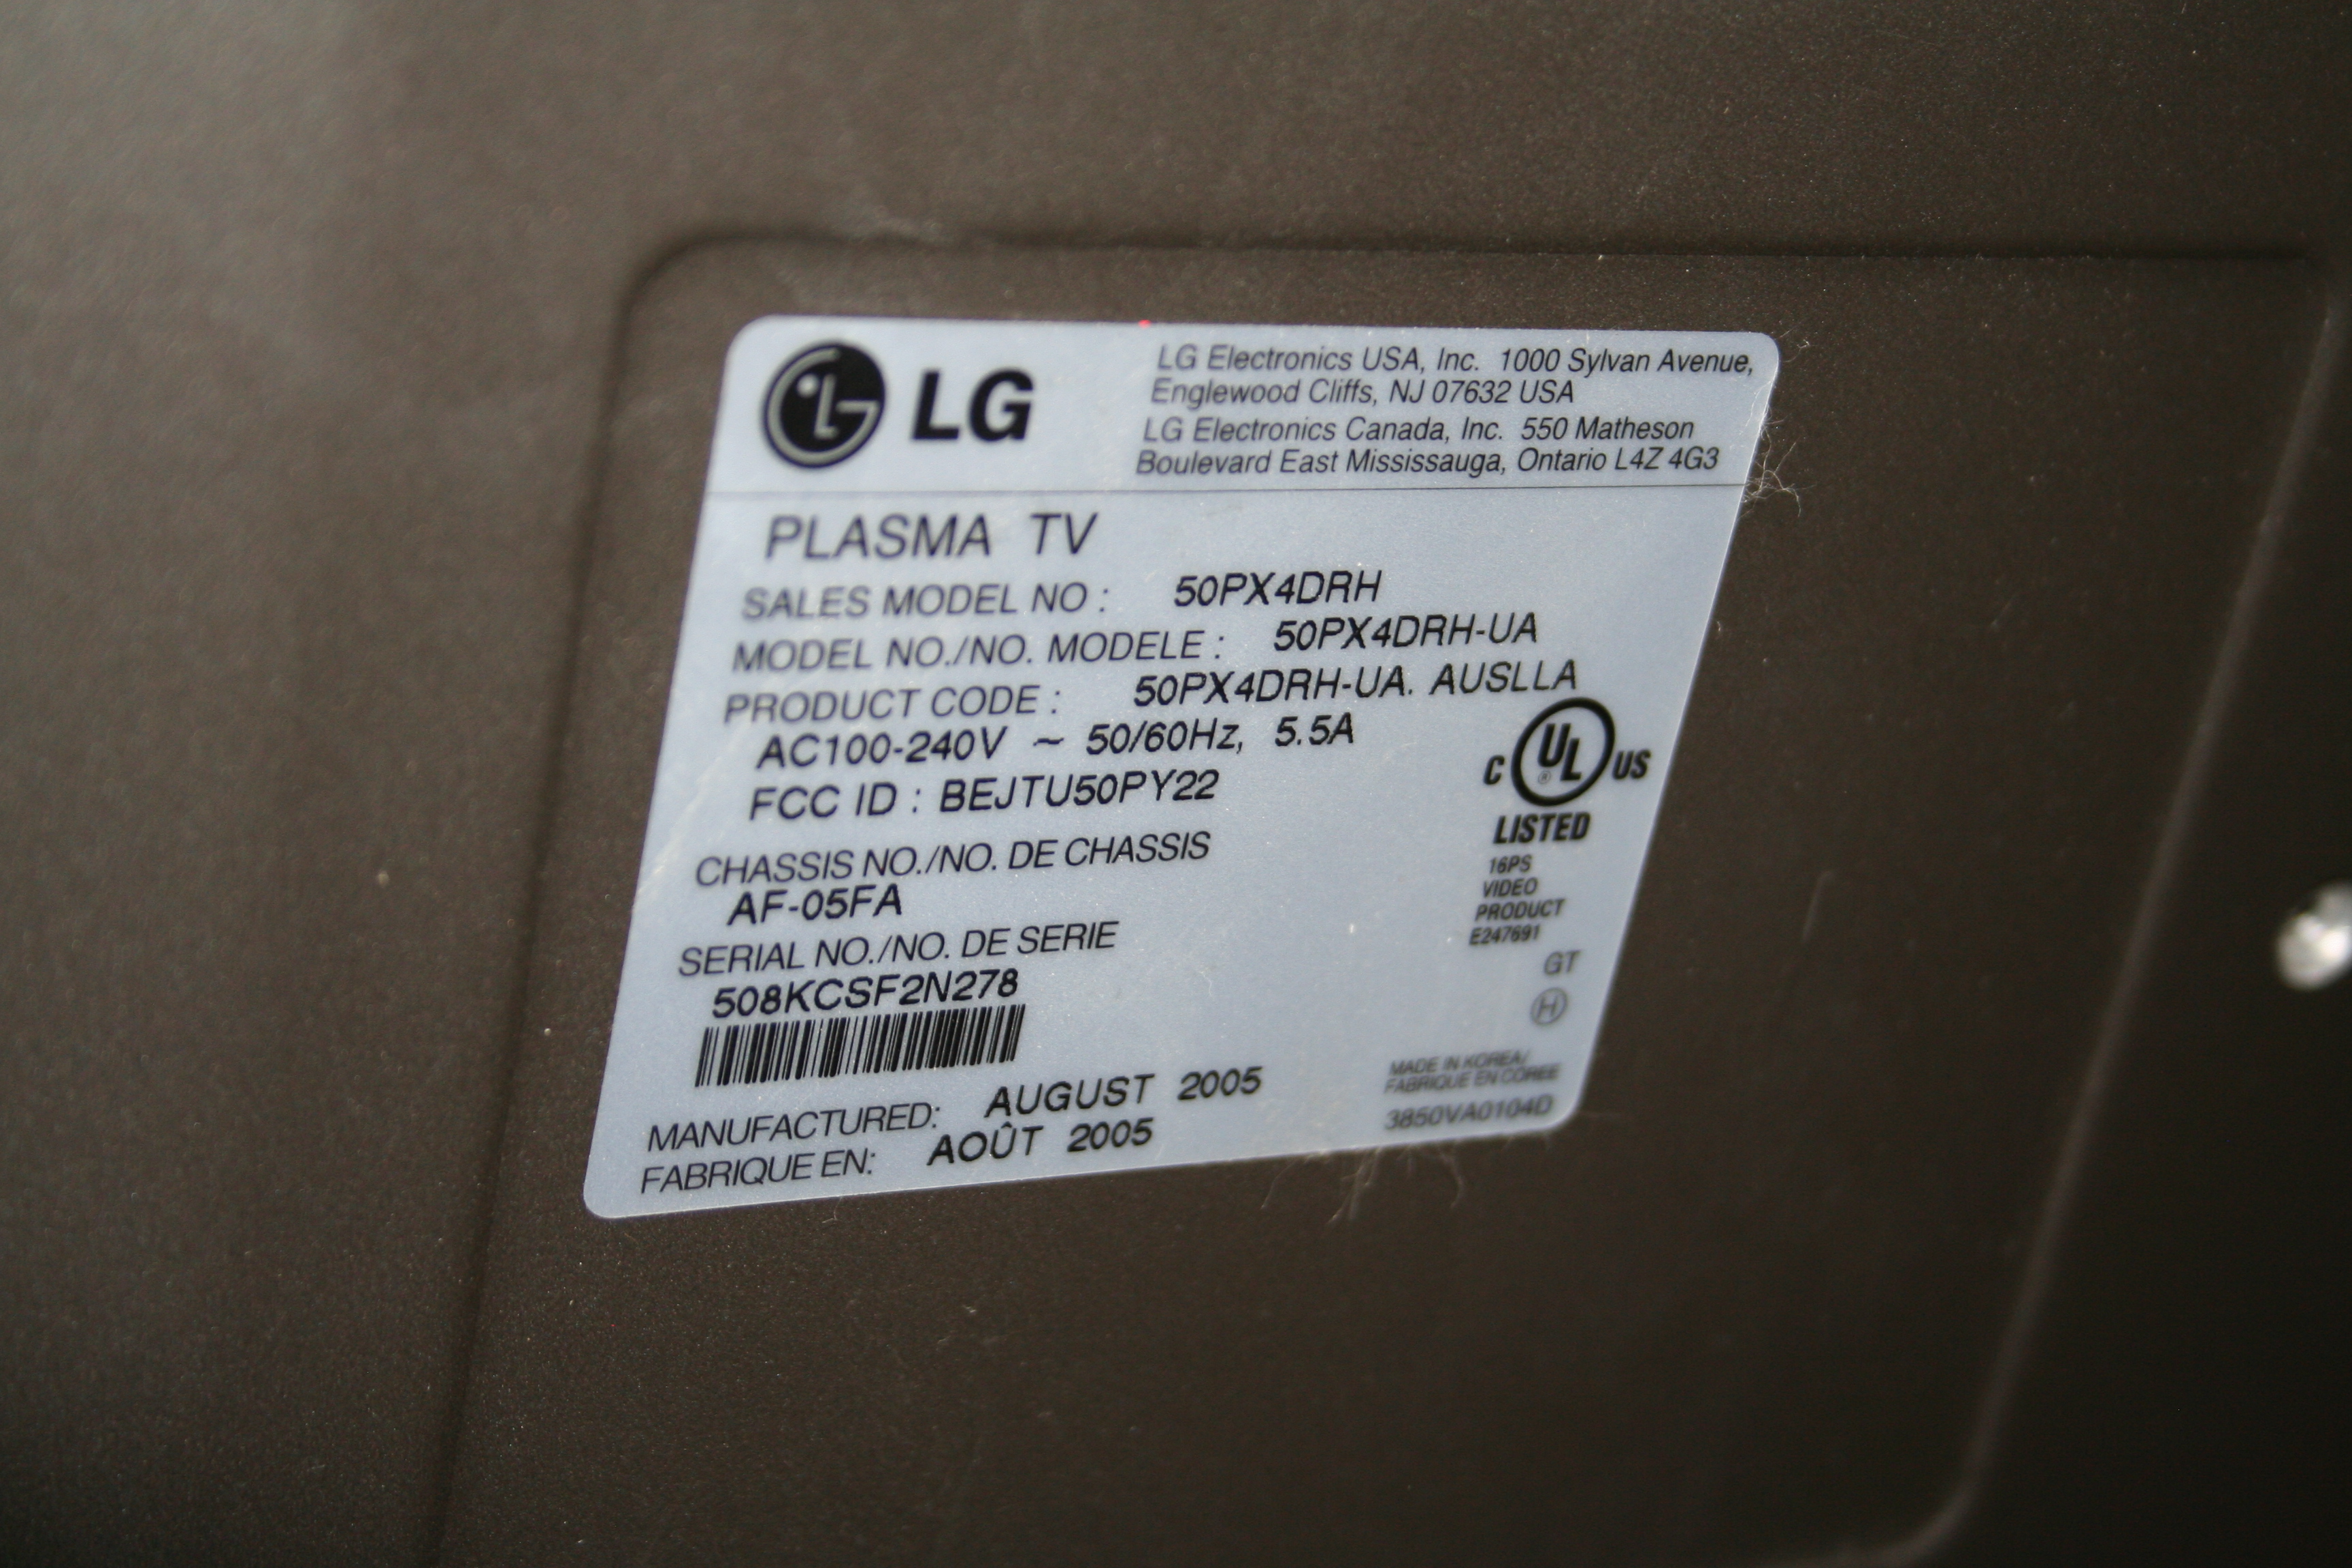 LG
LG Electronics USA, Inc. 1000 Sylvan Avenue,
Englewood Cliffs, NJ 07632 USA
LG Electronics Canada, Inc. 550 Matheson
Boulevard East Mississauga, Ontario L4Z 4G3
PLASMA TV
SALES MODEL NO : 50PX4DRH
MODEL NO./NO. MODELE : 50PX4DRH-UA
PRODUCT CODE : 50PX4DRH-UA. AUSLLA
AC100-240V ~ 50/60Hz, 5.5A
FCC ID : BEJTU50PY22
C UL ® US
LISTED
16PS
VIDEO
PRODUCT
E247691
GT
H
CHASSIS NO./NO. DE CHASSIS
AF-05FA
SERIAL NO./NO. DE SERIE
508KCSF2N278
MANUFACTURED: AUGUST 2005
FABRIQUE EN: AOÛT 2005
MADE IN KOREA/
FABRIQUE EN COREE
3850VA0104D